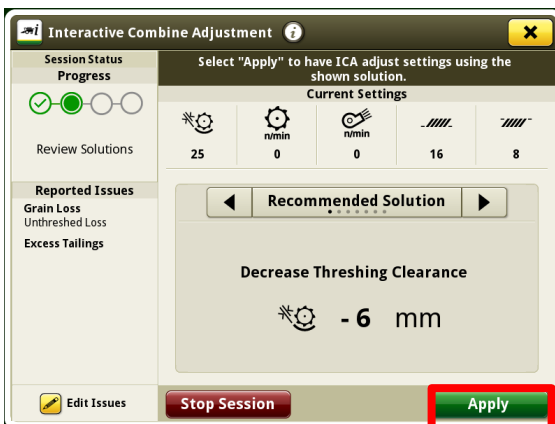 Interactive Combine Adjustment
Session Status
Progress
Review Solutions
Reported Issues
Grain Loss
Unthreshed Loss
Excess Tailings
Edit Issues
Select "Apply" to have ICA adjust settings using the
shown solution.
Current Settings
n/min
n/min
25 0 0 16 8
Recommended Solution
Decrease Threshing Clearance
- 6 mm
Stop Session
Apply